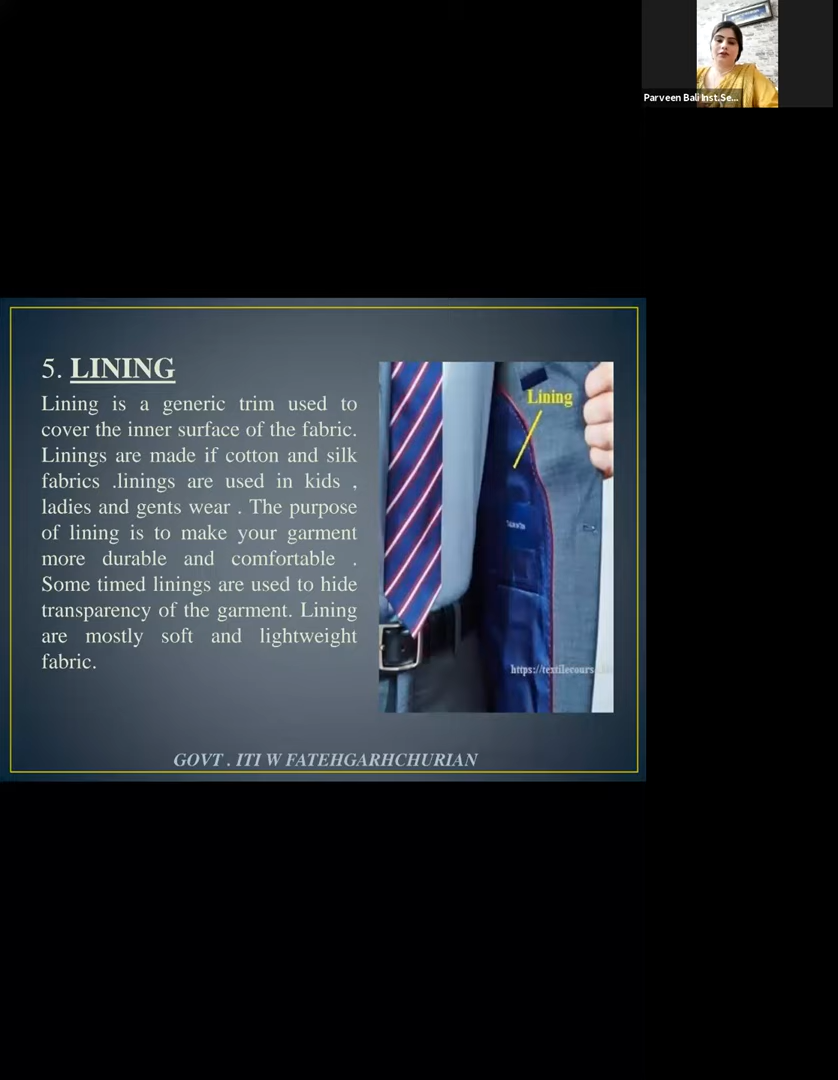 Parveen Bali Inst.Se...
5. LINING
Lining is a generic trim used to
cover the inner surface of the fabric.
Linings are made if cotton and silk
fabrics .linings are used in kids ,
ladies and gents wear . The purpose
of lining is to make your garment
more durable and comfortable .
Some timed linings are used to hide
transparency of the garment. Lining
are mostly soft and lightweight
fabric.
Lining
https://textilecours
GOVT . ITI W FATEHGARHCHURIAN